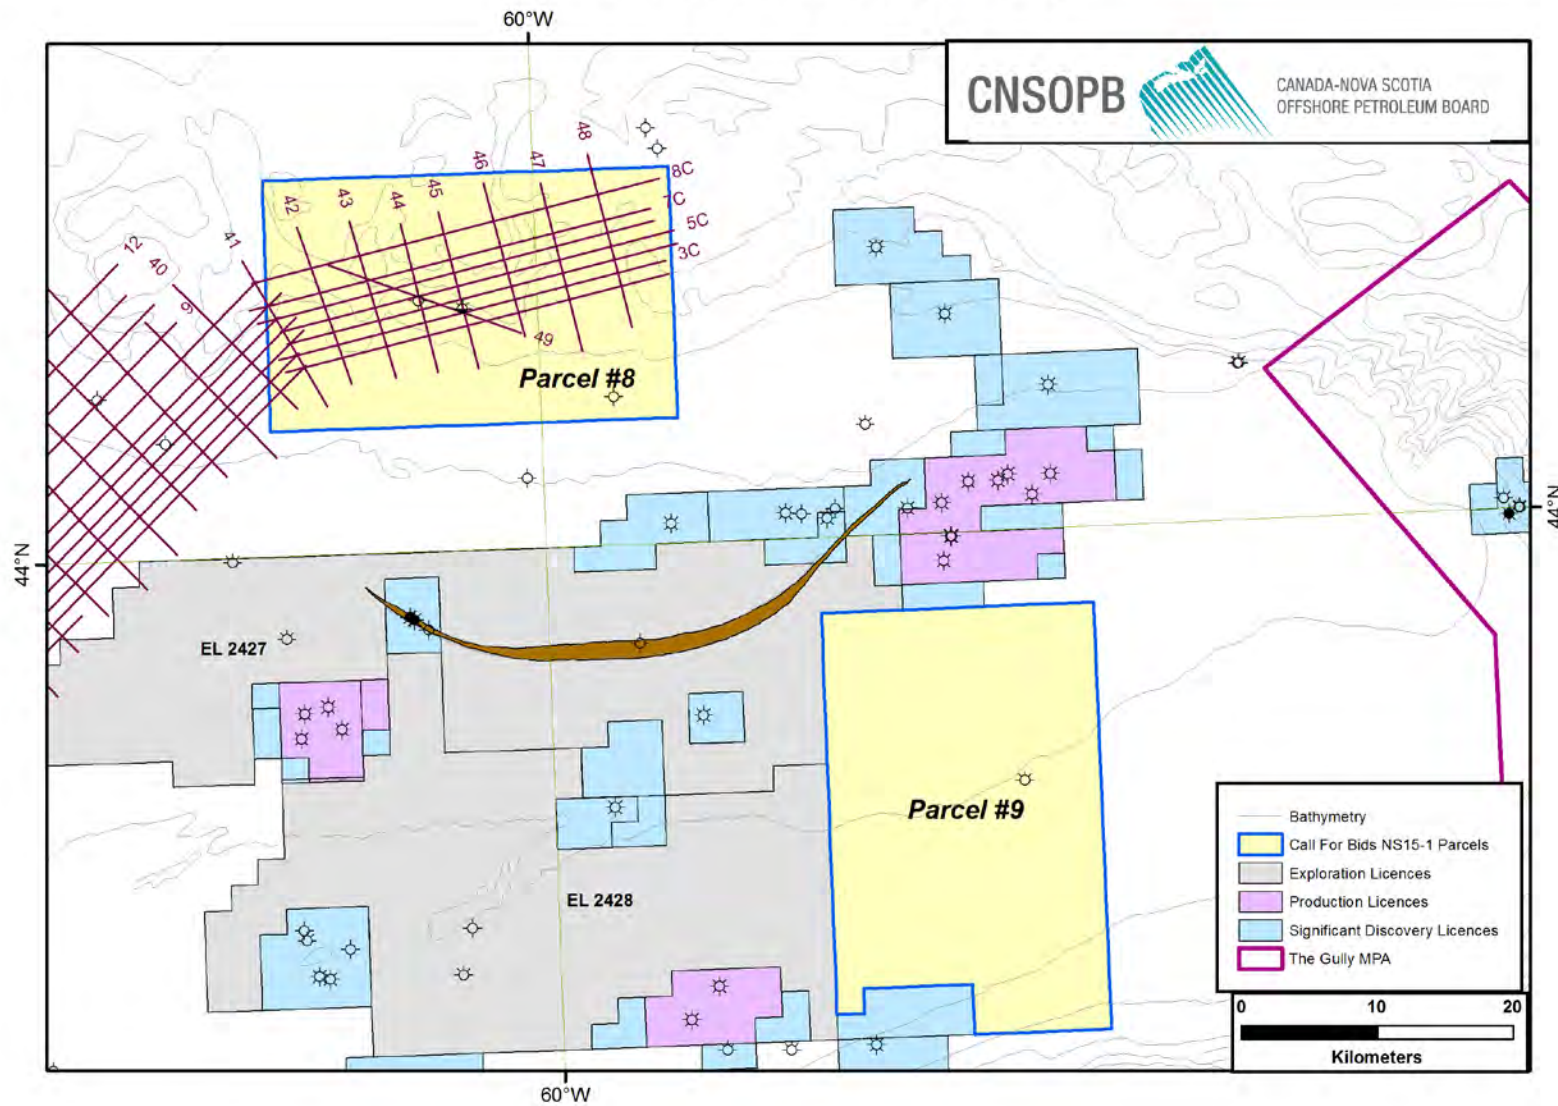 60°W
CNSOPB
CANADA-NOVA SCOTIA
OFFSHORE PETROLEUM BOARD
48
46
47
8C
45
43
44
42
5C
3C
41
12
40
9
49
Parcel #8
44°N
44°N
EL 2427
Parcel #9
EL 2428
Bathymetry
Call For Bids NS15-1 Parcels
Exploration Licences
Production Licences
Significant Discovery Licences
The Gully MPA
0
10
20
Kilometers
60°W